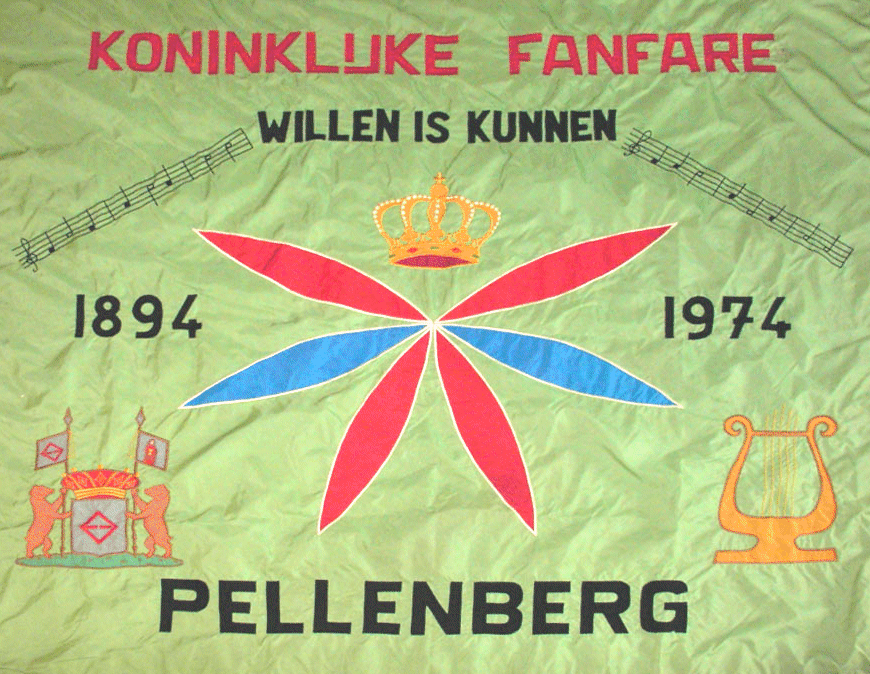 KONINKLIJKE FANFARE
WILLEN IS KUNNEN
1894 1974
PELLENBERG